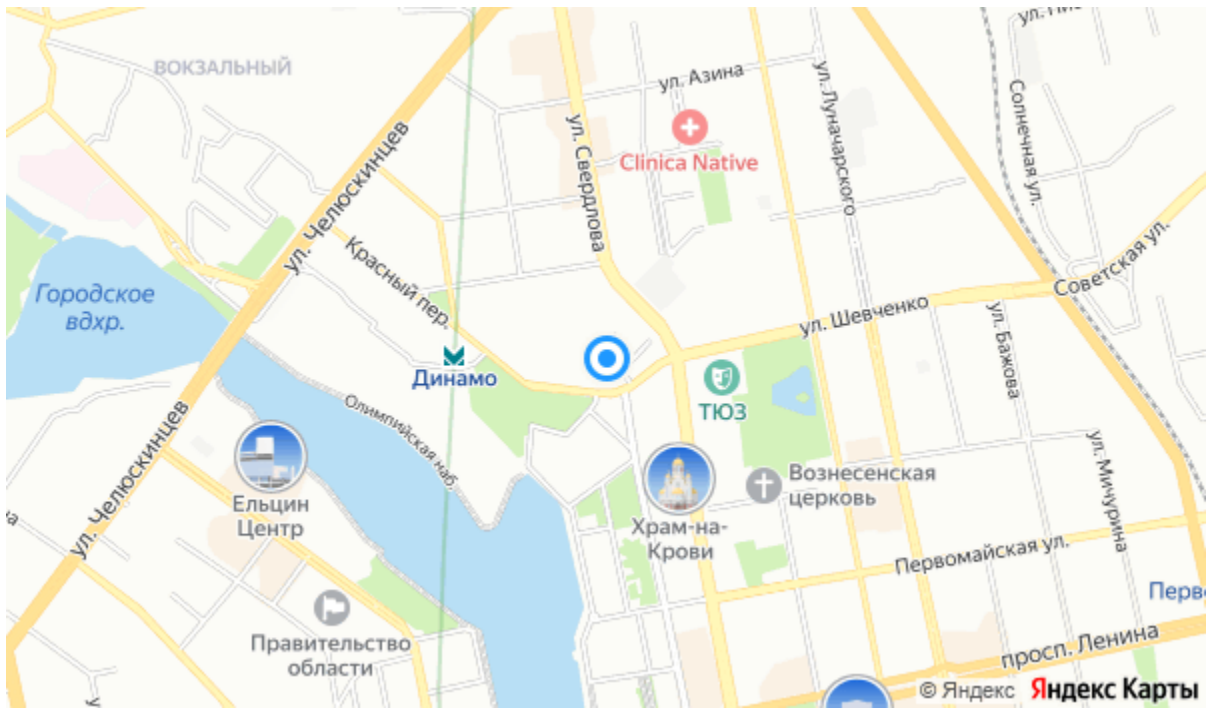 ВОКЗАЛЬНЫЙ
ул. Азина
Clinica Native
ул. Луначарского
Солнечная ул.
ул. Свердлова
ул. Челюскинцев
Красный пер.
Советская ул.
Городское
вдхр.
ул. Шевченко
ул. Бажова
Динамо
ТЮЗ
Олимпийская наб.
ул. Челюскинцев
Ельцин
Центр
Храм-на-
Крови
Вознесенская
церковь
ул. Мичурина
Первомайская ул.
Правительство
области
просп. Ленина
© Яндекс Яндекс Карты